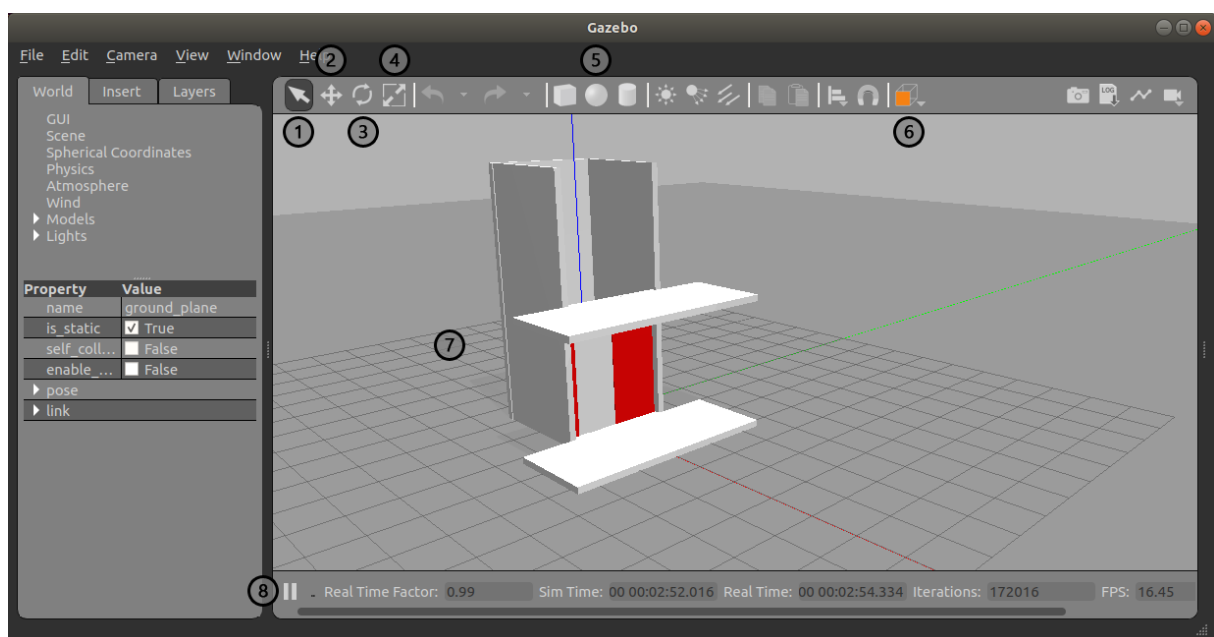 Gazebo
File Edit Camera View Window Help
2 4 5
World Insert Layers
LOG
1 3 6
GUI
Scene
Spherical Coordinates
Physics
Atmosphere
Wind
Models
Lights
Property Value
name ground_plane
is_static True
self_coll... False
enable_... False
pose
link
7
8 Real Time Factor: 0.99 Sim Time: 00 00:02:52.016 Real Time: 00 00:02:54.334 Iterations: 172016 FPS: 16.45